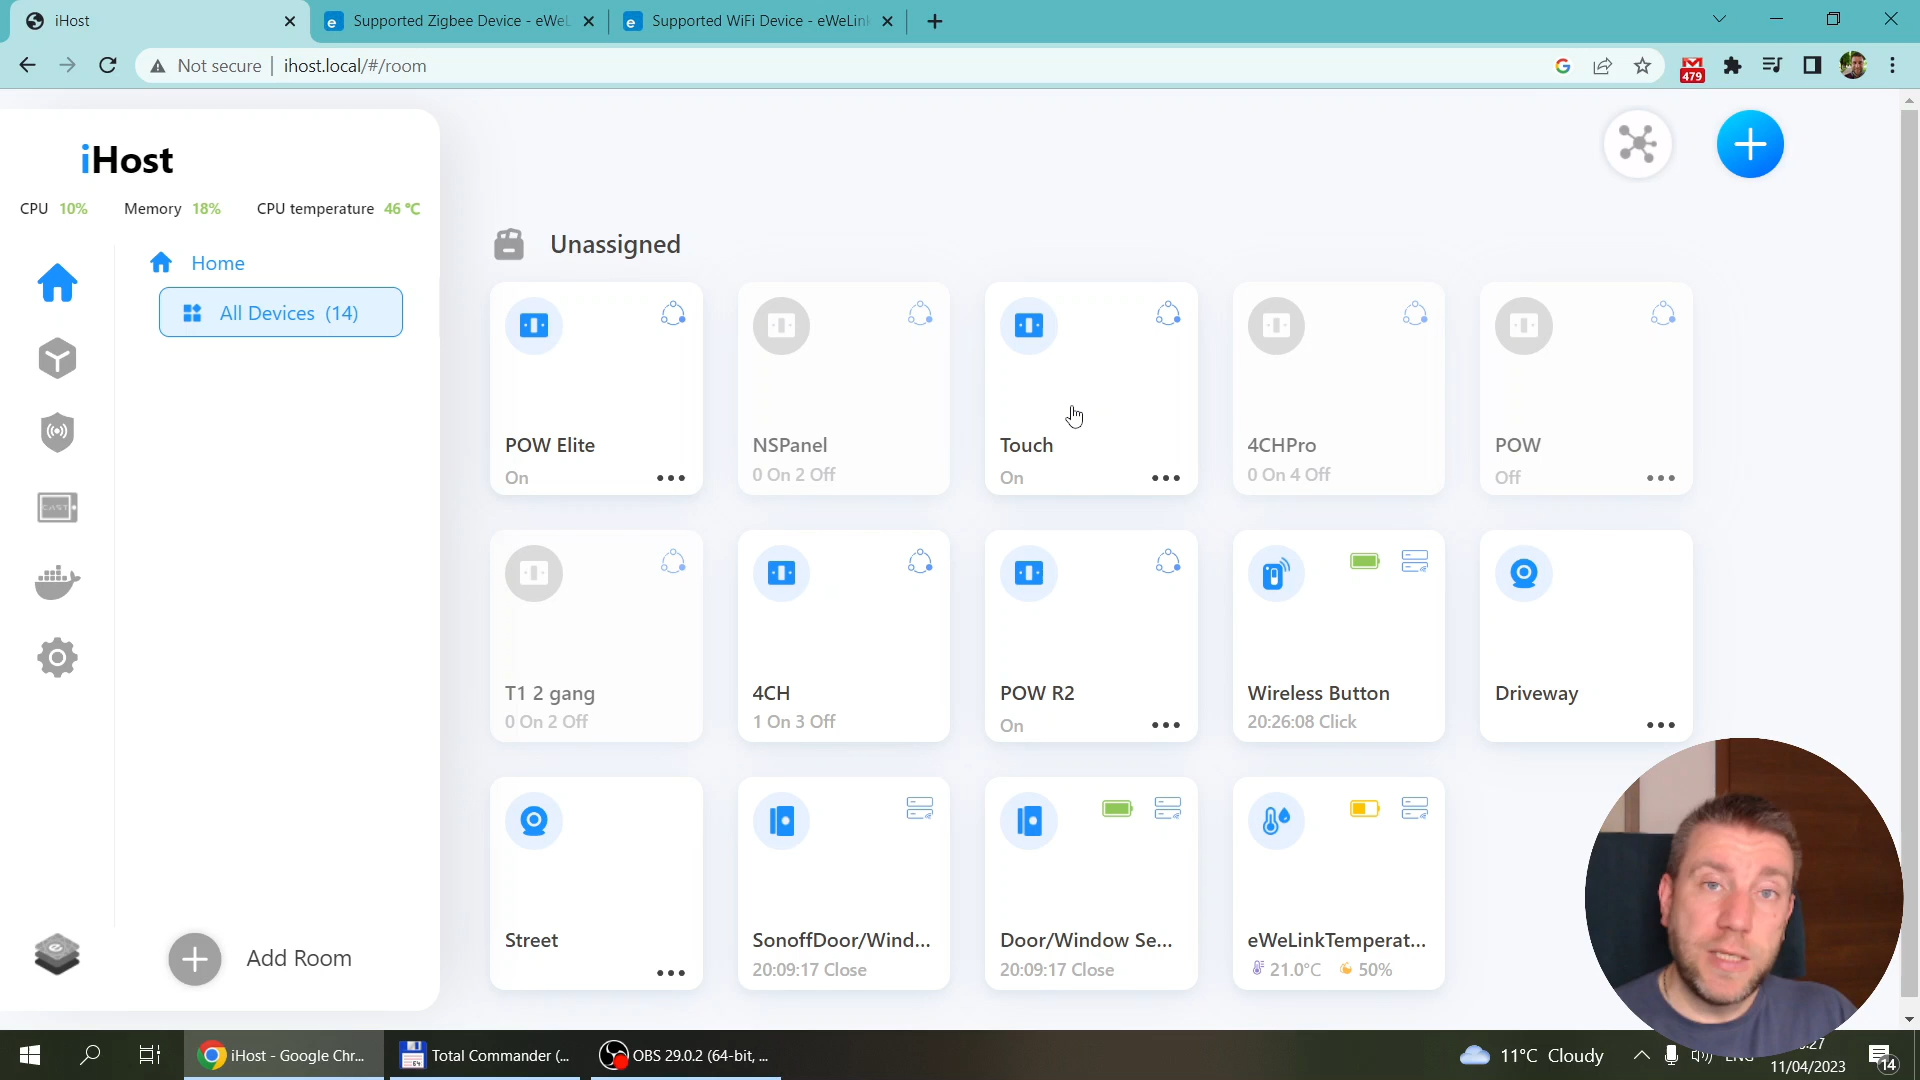 iHost
Supported Zigbee Device - eWeL
Supported WiFi Device - eWeLink
Not secure
ihost.local/#/room
479
iHost
CPU 10% Memory 18% CPU temperature 46 ℃
Home
All Devices (14)
Add Room
Unassigned
POW Elite
On
NSPanel
0 On 2 Off
Touch
On
4CHPro
0 On 4 Off
POW
Off
T1 2 gang
0 On 2 Off
4CH
1 On 3 Off
POW R2
On
Wireless Button
20:26:08 Click
Driveway
Street
SonoffDoor/Wind...
20:09:17 Close
Door/Window Se...
20:09:17 Close
eWeLinkTemperat...
21.0°C 50%
CAST
iHost - Google Chr...
Total Commander (...
OBS 29.0.2 (64-bit, ...
11°C Cloudy
11/04/2023
14